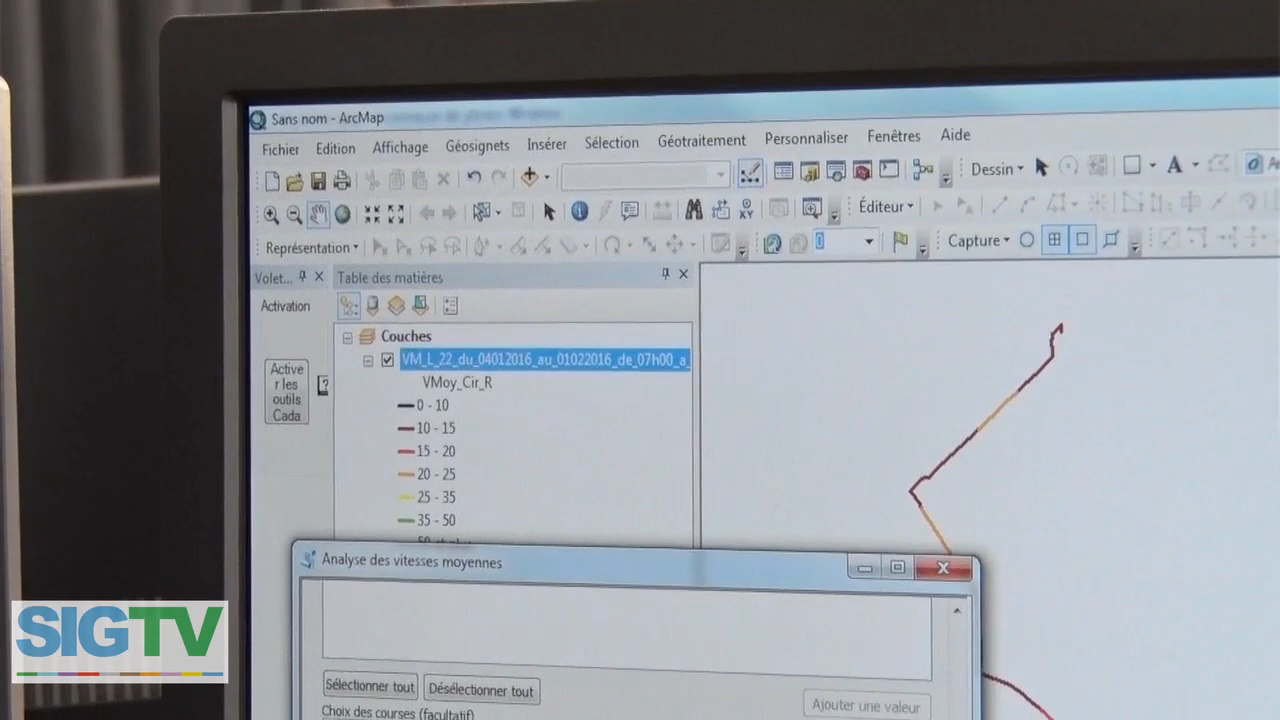 Sans nom - ArcMap
Fichier Edition Affichage Géosignets Insérer Sélection Géotraitement Personnaliser Fenêtres Aide
Dessin
Éditeur
Représentation
0
Capture
Volet...
Table des matières
Activation
Couches
VM_L_22_du_04012016_au_01022016_de_07h00_a_
Active
r les
outils
Cada
VMoy_Cir_R
0 - 10
10 - 15
15 - 20
20 - 25
25 - 35
35 - 50
Analyse des vitesses moyennes
Sélectionner tout
Désélectionner tout
Ajouter une valeur
Choix des courses (facultatif)
SIGTV